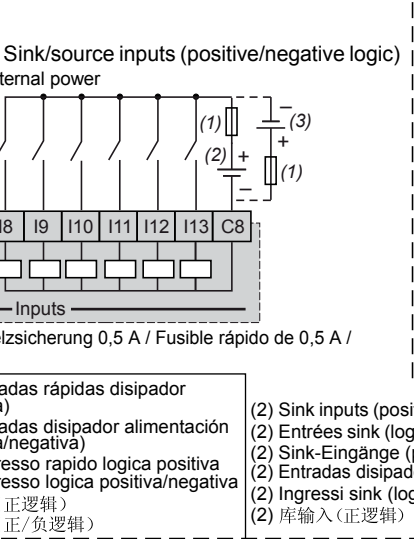 Sink/source inputs (positive/negative logic)
ternal power
(1)
(3)
(2)
(1)
I8 I9 I10 I11 I12 I13 C8
Inputs
elzsicherung 0,5 A / Fusible rápido de 0,5 A /
adas rápidas disipador
a)
adas disipador alimentación
a/negativa)
esso rapido logica positiva
esso logica positiva/negativa
正逻辑）
正/负逻辑）
(2) Sink inputs (posi
(2) Entrées sink (log
(2) Sink-Eingänge (p
(2) Entradas disipad
(2) Ingressi sink (log
(2) 库输入(正逻辑）